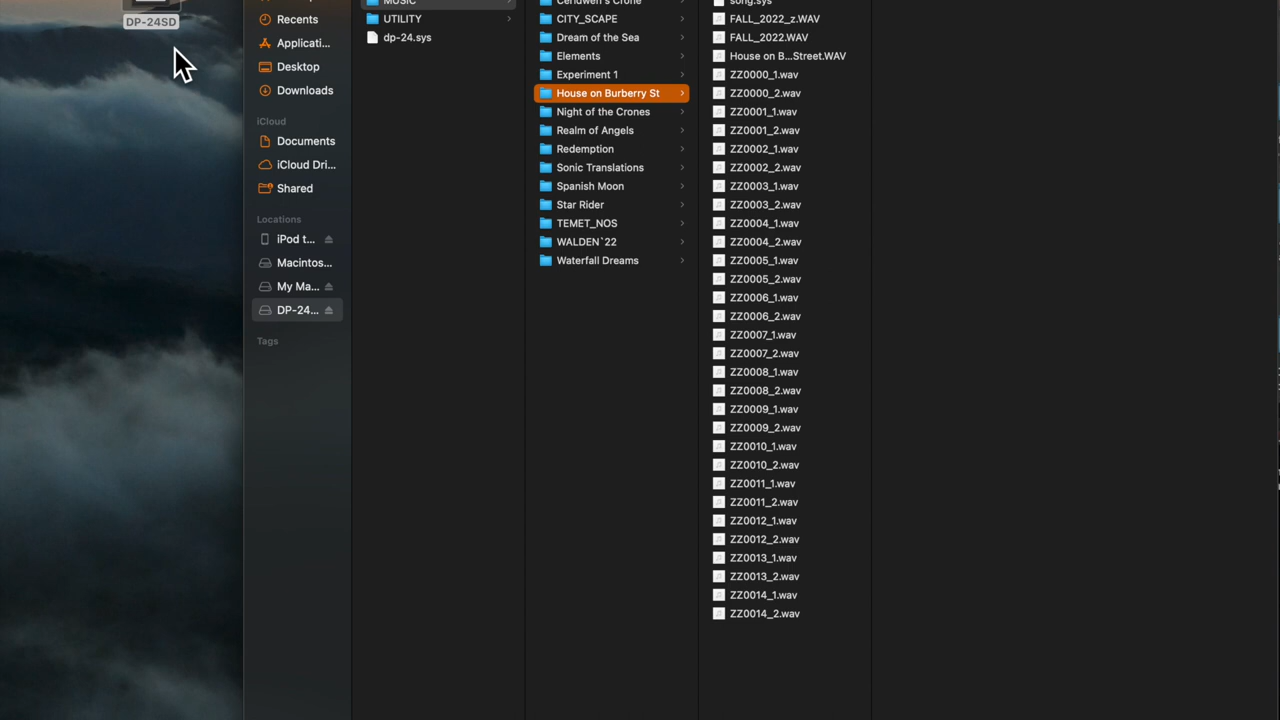 DP-24SD
Recents
Applicati...
Desktop
Downloads
iCloud
Documents
iCloud Dri...
Shared
Locations
iPod t...
Macintos...
My Ma...
DP-24...
Tags
MUSIC
UTILITY
dp-24.sys
Ceridwen's Crone
CITY_SCAPE
Dream of the Sea
Elements
Experiment 1
House on Burberry St
Night of the Crones
Realm of Angels
Redemption
Sonic Translations
Spanish Moon
Star Rider
TEMET_NOS
WALDEN`22
Waterfall Dreams
song.sys
FALL_2022_z.WAV
FALL_2022.WAV
House on B...Street.WAV
ZZ0000_1.wav
ZZ0000_2.wav
ZZ0001_1.wav
ZZ0001_2.wav
ZZ0002_1.wav
ZZ0002_2.wav
ZZ0003_1.wav
ZZ0003_2.wav
ZZ0004_1.wav
ZZ0004_2.wav
ZZ0005_1.wav
ZZ0005_2.wav
ZZ0006_1.wav
ZZ0006_2.wav
ZZ0007_1.wav
ZZ0007_2.wav
ZZ0008_1.wav
ZZ0008_2.wav
ZZ0009_1.wav
ZZ0009_2.wav
ZZ0010_1.wav
ZZ0010_2.wav
ZZ0011_1.wav
ZZ0011_2.wav
ZZ0012_1.wav
ZZ0012_2.wav
ZZ0013_1.wav
ZZ0013_2.wav
ZZ0014_1.wav
ZZ0014_2.wav